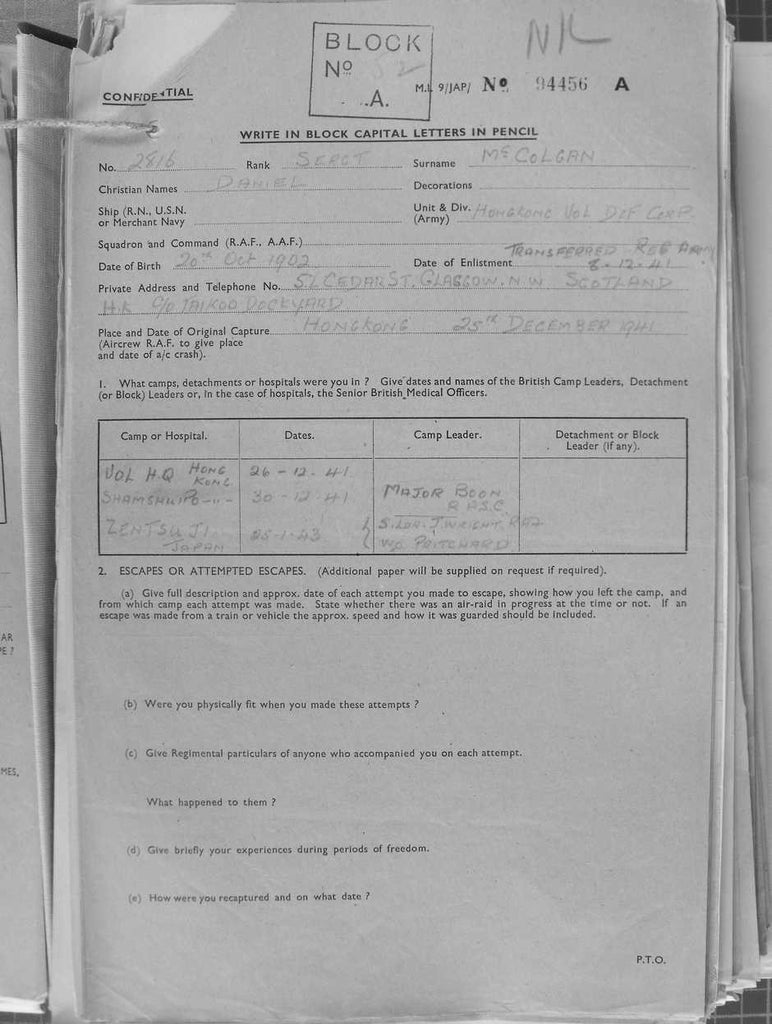 NIL
BLOCK
Nº 52
A.
CONFIDENTIAL
M.I. 9/JAP/ Nº 94456 A
WRITE IN BLOCK CAPITAL LETTERS IN PENCIL
No. 2816 Rank SERGT Surname McCOLGAN
Christian Names DANIEL Decorations
Ship (R.N., U.S.N. or Merchant Navy
Unit & Div. (Army) HONGKONG VOL DEF CORP.
Squadron and Command (R.A.F., A.A.F.)
TRANSFERRED REG ARMY
Date of Birth 20th Oct 1902 Date of Enlistment 8-12-41
Private Address and Telephone No. 52 CEDAR ST. GLASGOW. N.W SCOTLAND
H.K C/O TAIKOO DOCKYARD
Place and Date of Original Capture HONGKONG 25th DECEMBER 1941
(Aircrew R.A.F. to give place
and date of a/c crash).
1. What camps, detachments or hospitals were you in ? Give dates and names of the British Camp Leaders, Detachment
(or Block) Leaders or, in the case of hospitals, the Senior British Medical Officers.
Camp or Hospital. Dates. Camp Leader. Detachment or Block Leader (if any).
VOL H.Q HONG KONG 26-12-41
SHAMSHUIPO -"- 30-12-41 MAJOR BOON R.A.S.C.
ZENTSUJI JAPAN 25-1-43 S. LDR. J. WRIGHT. RAF
W/O PRITCHARD
2. ESCAPES OR ATTEMPTED ESCAPES. (Additional paper will be supplied on request if required).
(a) Give full description and approx. date of each attempt you made to escape, showing how you left the camp, and
from which camp each attempt was made. State whether there was an air-raid in progress at the time or not. If an
escape was made from a train or vehicle the approx. speed and how it was guarded should be included.
(b) Were you physically fit when you made these attempts ?
(c) Give Regimental particulars of anyone who accompanied you on each attempt.
What happened to them ?
(d) Give briefly your experiences during periods of freedom.
(e) How were you recaptured and on what date ?
P.T.O.
AR
E ?
MES,